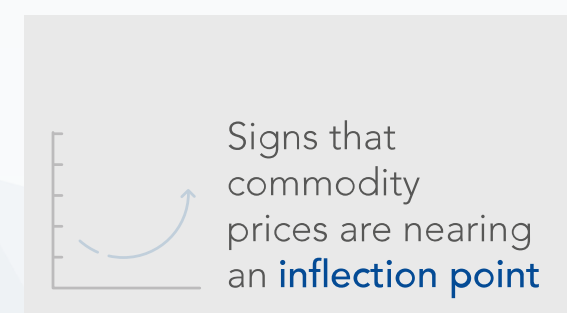 Signs that
commodity
prices are nearing
an inflection point